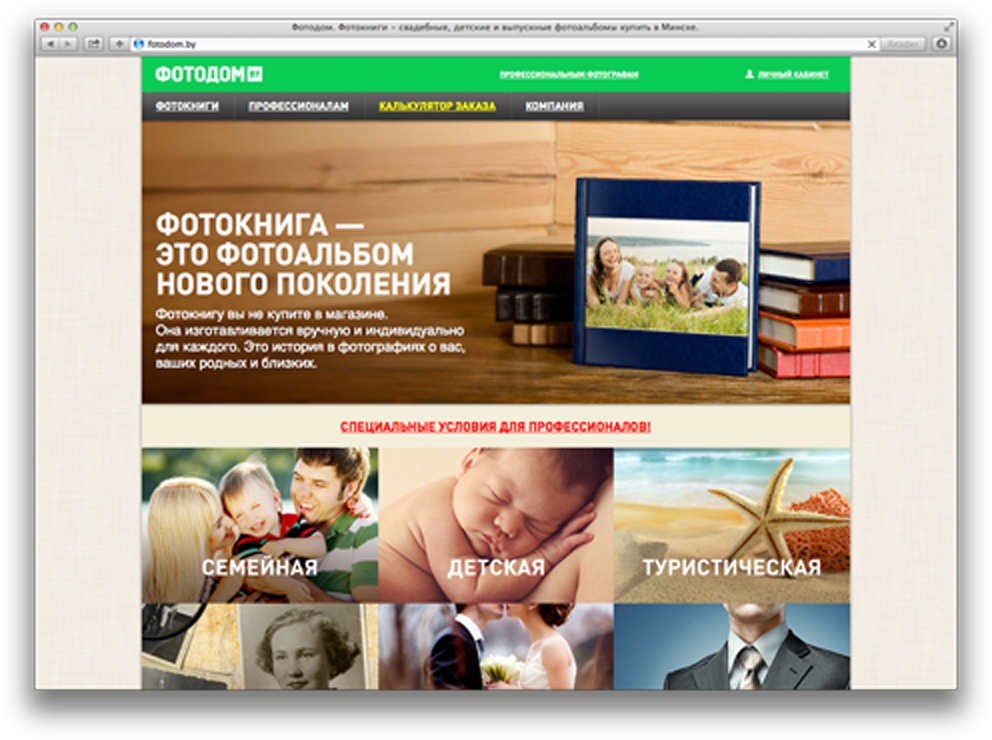 Фотодом. Фотокниги – свадебные, детские и выпускные фотоальбомы купить в Минске.
fotodom.by
Reader
ФОТОДОМ BY
ПРОФЕССИОНАЛЬНЫМ ФОТОГРАФАМ
ЛИЧНЫЙ КАБИНЕТ
ФОТОКНИГИ ПРОФЕССИОНАЛАМ КАЛЬКУЛЯТОР ЗАКАЗА КОМПАНИЯ
ФОТОКНИГА —
ЭТО ФОТОАЛЬБОМ
НОВОГО ПОКОЛЕНИЯ
Фотокнигу вы не купите в магазине.
Она изготавливается вручную и индивидуально
для каждого. Это история в фотографиях о вас,
ваших родных и близких.
СПЕЦИАЛЬНЫЕ УСЛОВИЯ ДЛЯ ПРОФЕССИОНАЛОВ!
СЕМЕЙНАЯ
ДЕТСКАЯ
ТУРИСТИЧЕСКАЯ